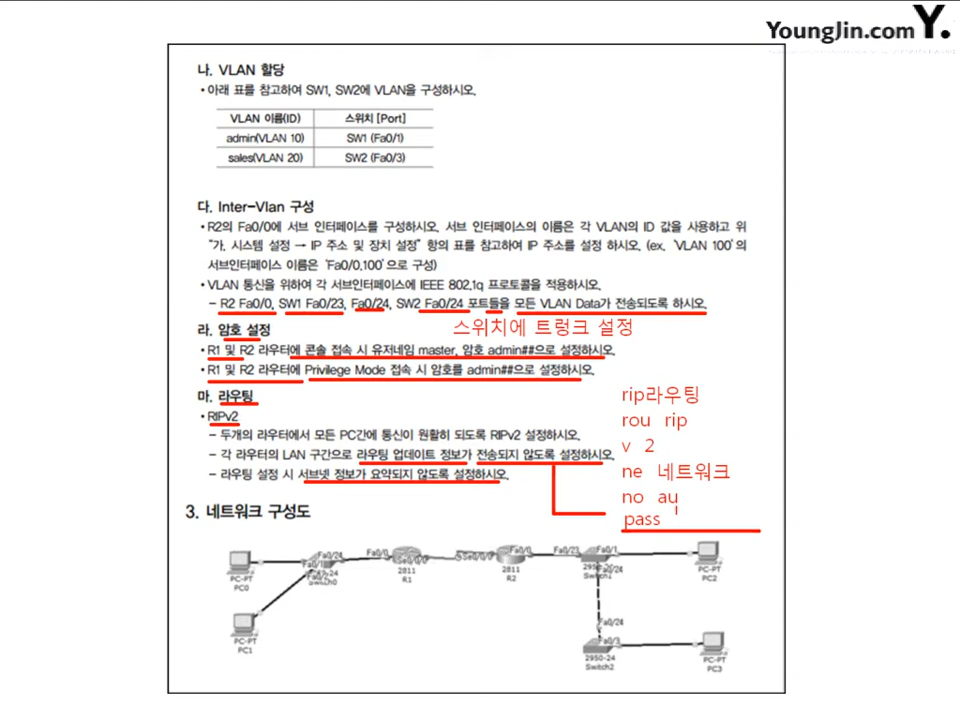 YoungJin.com Y.
나. VLAN 할당
• 아래 표를 참고하여 SW1, SW2에 VLAN을 구성하시오.
VLAN 이름(ID) 스위치 [Port]
admin(VLAN 10) SW1 (Fa0/1)
sales(VLAN 20) SW2 (Fa0/3)
다. Inter-Vlan 구성
• R2의 Fa0/0에 서브 인터페이스를 구성하시오. 서브 인터페이스의 이름은 각 VLAN의 ID 값을 사용하고 위
"가. 시스템 설정 → IP 주소 및 장치 설정" 항의 표를 참고하여 IP 주소를 설정 하시오. (ex. 'VLAN 100'의
서브인터페이스 이름은 'Fa0/0.100'으로 구성)
• VLAN 통신을 위하여 각 서브인터페이스에 IEEE 802.1q 프로토콜을 적용하시오.
- R2 Fa0/0, SW1 Fa0/23, Fa0/24, SW2 Fa0/24 포트들을 모든 VLAN Data가 전송되도록 하시오.
스위치에 트렁크 설정
라. 암호 설정
• R1 및 R2 라우터에 콘솔 접속 시 유저네임 master, 암호 admin##으로 설정하시오.
• R1 및 R2 라우터에 Privilege Mode 접속 시 암호를 admin##으로 설정하시오.
마. 라우팅
• RIPv2
- 두개의 라우터에서 모든 PC간에 통신이 원활히 되도록 RIPv2 설정하시오.
- 각 라우터의 LAN 구간으로 라우팅 업데이트 정보가 전송되지 않도록 설정하시오.
- 라우팅 설정 시 서브넷 정보가 요약되지 않도록 설정하시오.
rip라우팅
rou rip
v 2
ne 네트워크
no au
pass
3. 네트워크 구성도
PC-PT
PC0
Fa0/24
Fa0/1
Fa0/0
2811
R1
Fa0/0
2811
R2
Fa0/23
Fa0/1
Fa0/24
PC-PT
PC2
PC-PT
PC1
Fa0/24
Fa0/3
2950-24
Switch2
PC-PT
PC3